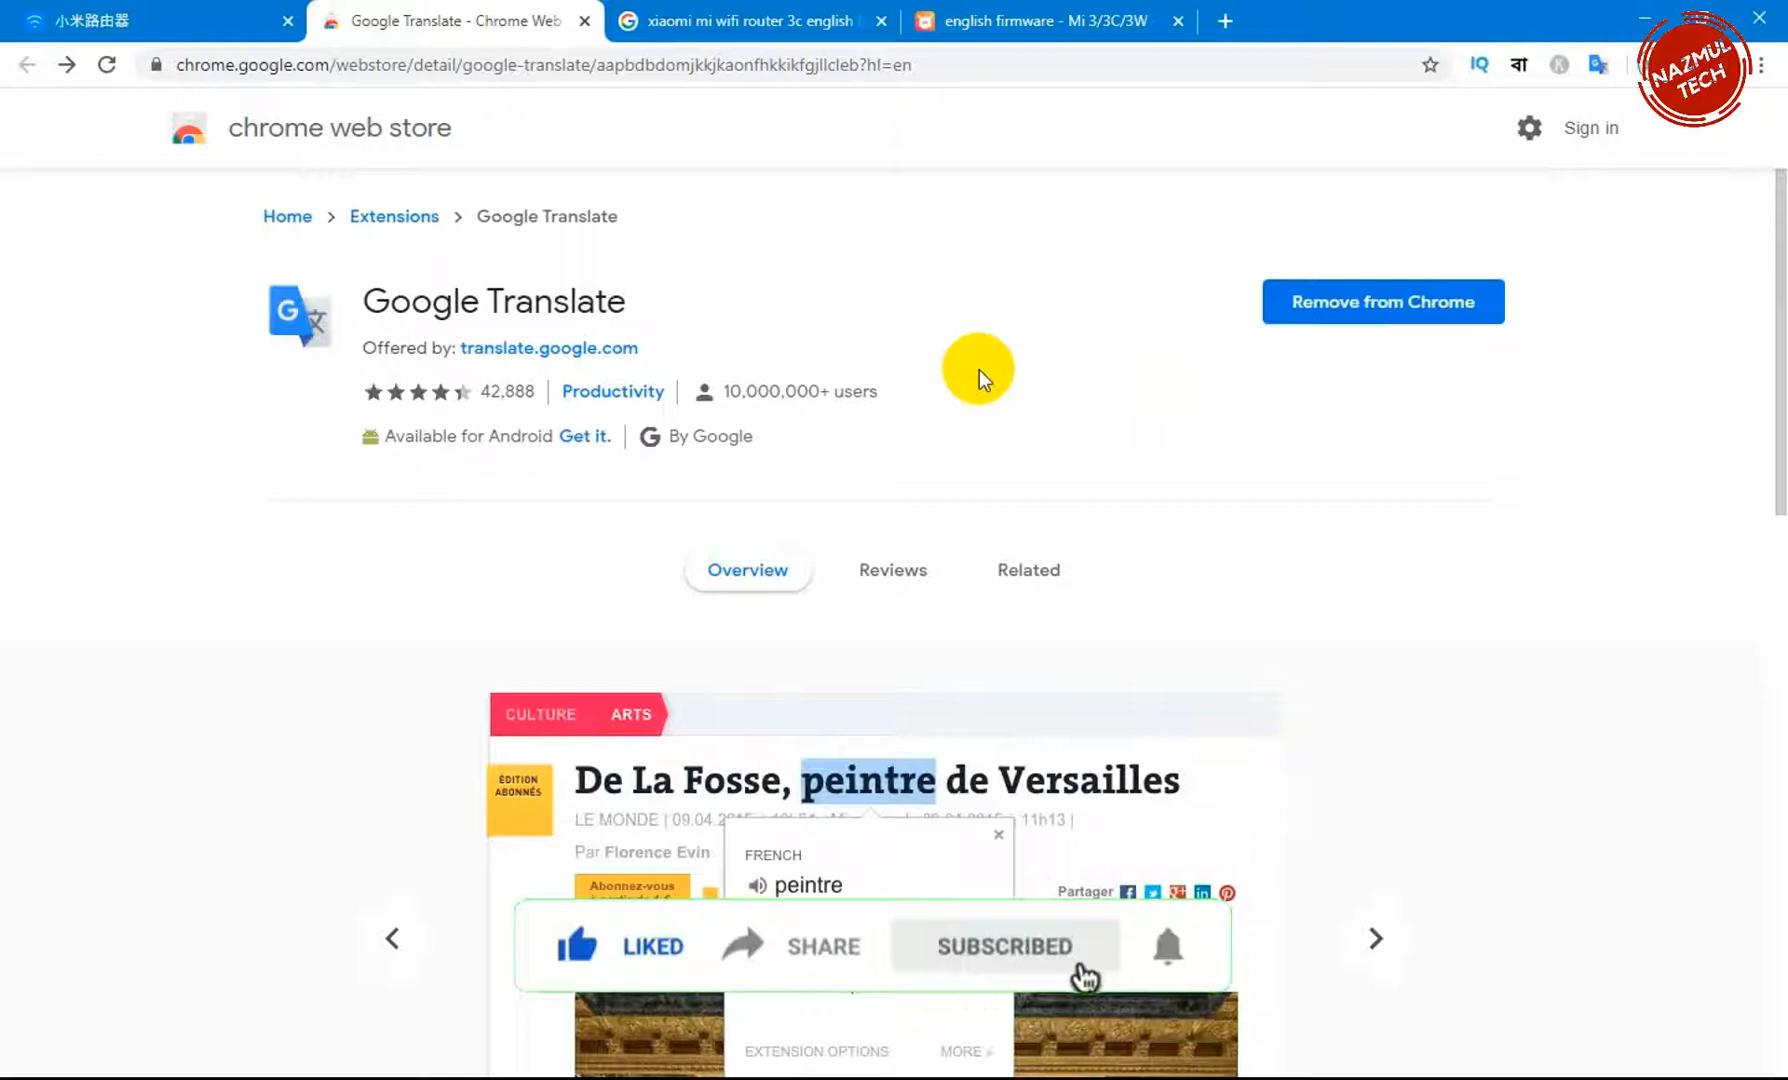 小米路由器
Google Translate - Chrome Web
xiaomi mi wifi router 3c english
english firmware - Mi 3/3C/3W
chrome.google.com/webstore/detail/google-translate/aapbdbdomjkkjkaonfhkkikfgjllcleb?hl=en
IQ
বা
K
NAZMUL
TECH
chrome web store
Sign in
Home > Extensions > Google Translate
Google Translate
Remove from Chrome
Offered by: translate.google.com
42,888 | Productivity | 10,000,000+ users
Available for Android Get it. | By Google
Overview
Reviews
Related
CULTURE ARTS
ÉDITION
ABONNÉS
De La Fosse, peintre de Versailles
LE MONDE | 09.04.
11h13 |
Par Florence Evin
FRENCH
peintre
Abonnez-vous
Partager
LIKED
SHARE
SUBSCRIBED
EXTENSION OPTIONS
MORE